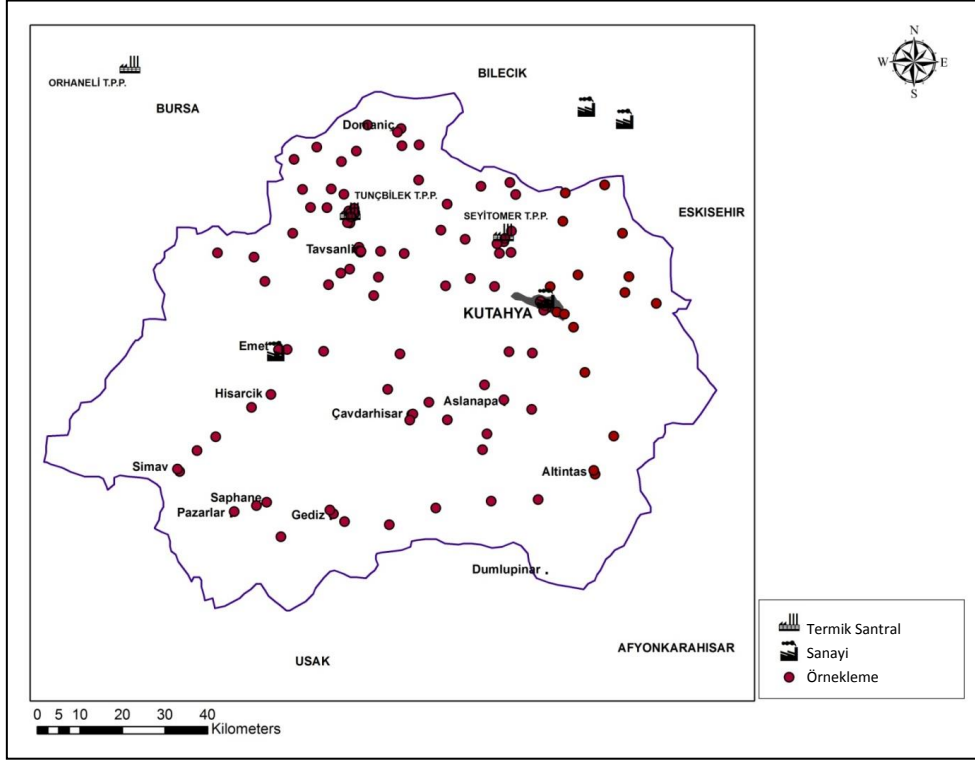 N
W E
S
ORHANELİ T.P.P.
BILECIK
BURSA
Domaniç
TUNÇBİLEK T.P.P.
SEYİTOMER T.P.P.
ESKISEHIR
Tavsanli
KUTAHYA
Emet
Hisarcik
Aslanapa
Çavdarhisar
Simav
Altintas
Saphane
Pazarlar
Gediz
Dumlupinar
USAK
AFYONKARAHISAR
Termik Santral
Sanayi
Örnekleme
0 5 10 20 30 40
Kilometers